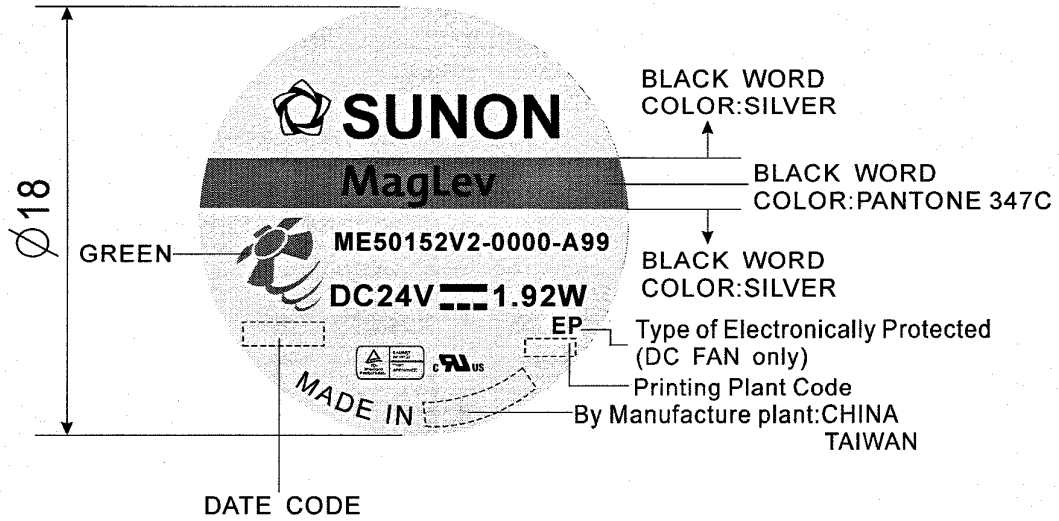 SUNON
MagLev
ME50152V2-0000-A99
DC24V 1.92W
EP
c RU US
MADE IN
Ø18
GREEN
DATE CODE
BLACK WORD
COLOR:SILVER
BLACK WORD
COLOR:PANTONE 347C
BLACK WORD
COLOR:SILVER
Type of Electronically Protected
(DC FAN only)
Printing Plant Code
By Manufacture plant:CHINA
TAIWAN